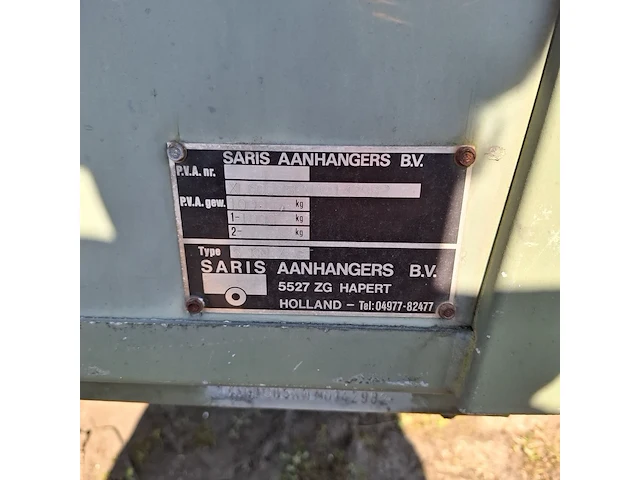 SARIS AANHANGERS B.V.
P.V.A. nr.
P.V.A. gew. kg
1- kg
2- kg
Type
SARIS AANHANGERS B.V.
5527 ZG HAPERT
HOLLAND - Tel: 04977-82477